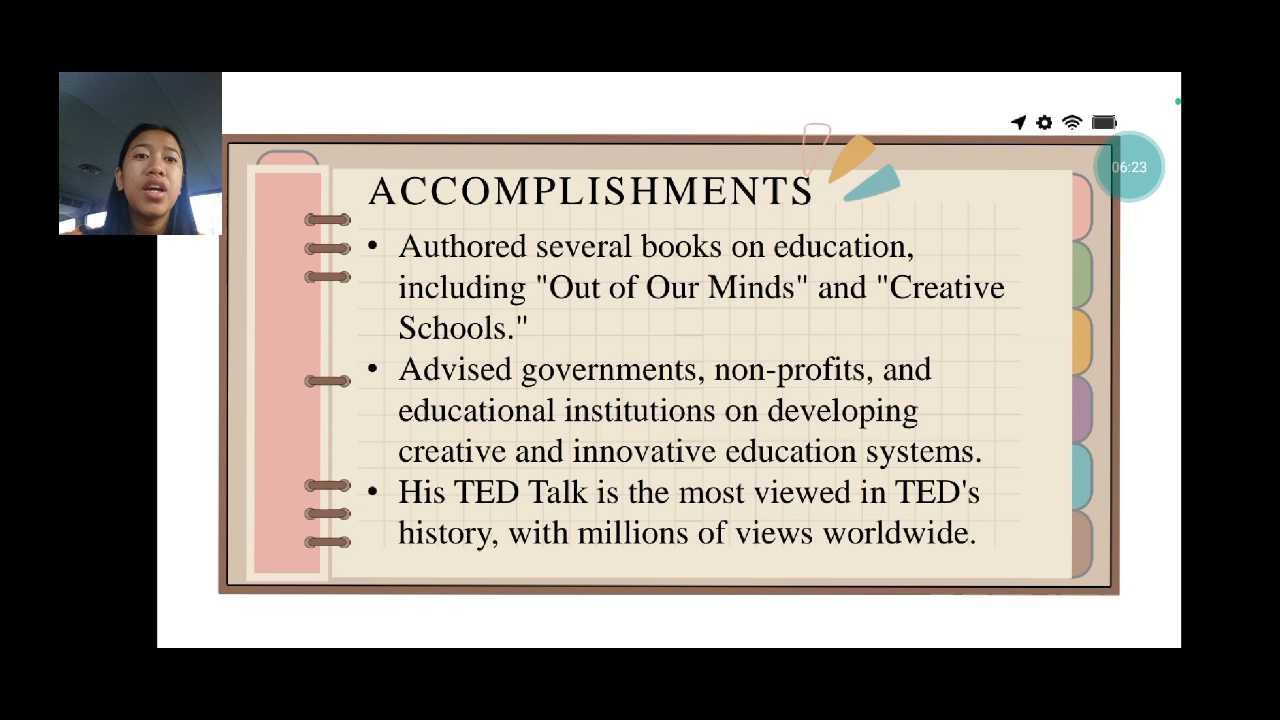 06:23
ACCOMPLISHMENTS
• Authored several books on education,
including "Out of Our Minds" and "Creative
Schools."
• Advised governments, non-profits, and
educational institutions on developing
creative and innovative education systems.
• His TED Talk is the most viewed in TED's
history, with millions of views worldwide.